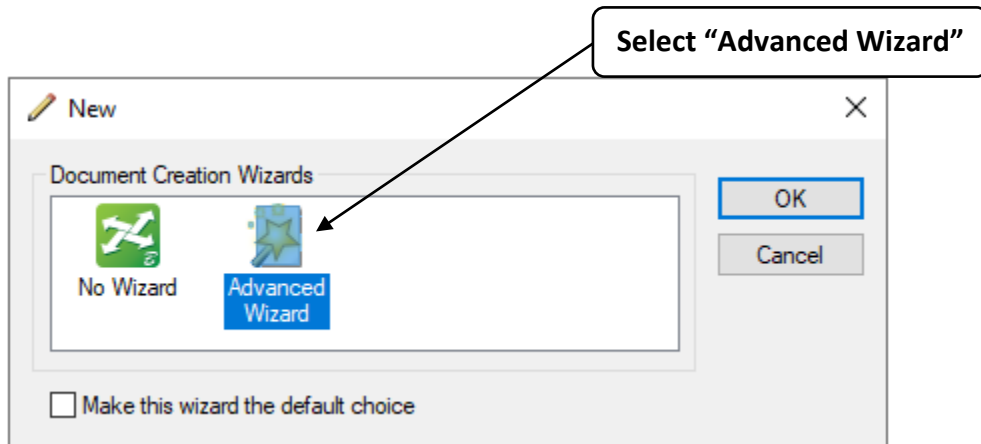 Select “Advanced Wizard”
New
Document Creation Wizards
OK
Cancel
No Wizard
Advanced
Wizard
Make this wizard the default choice